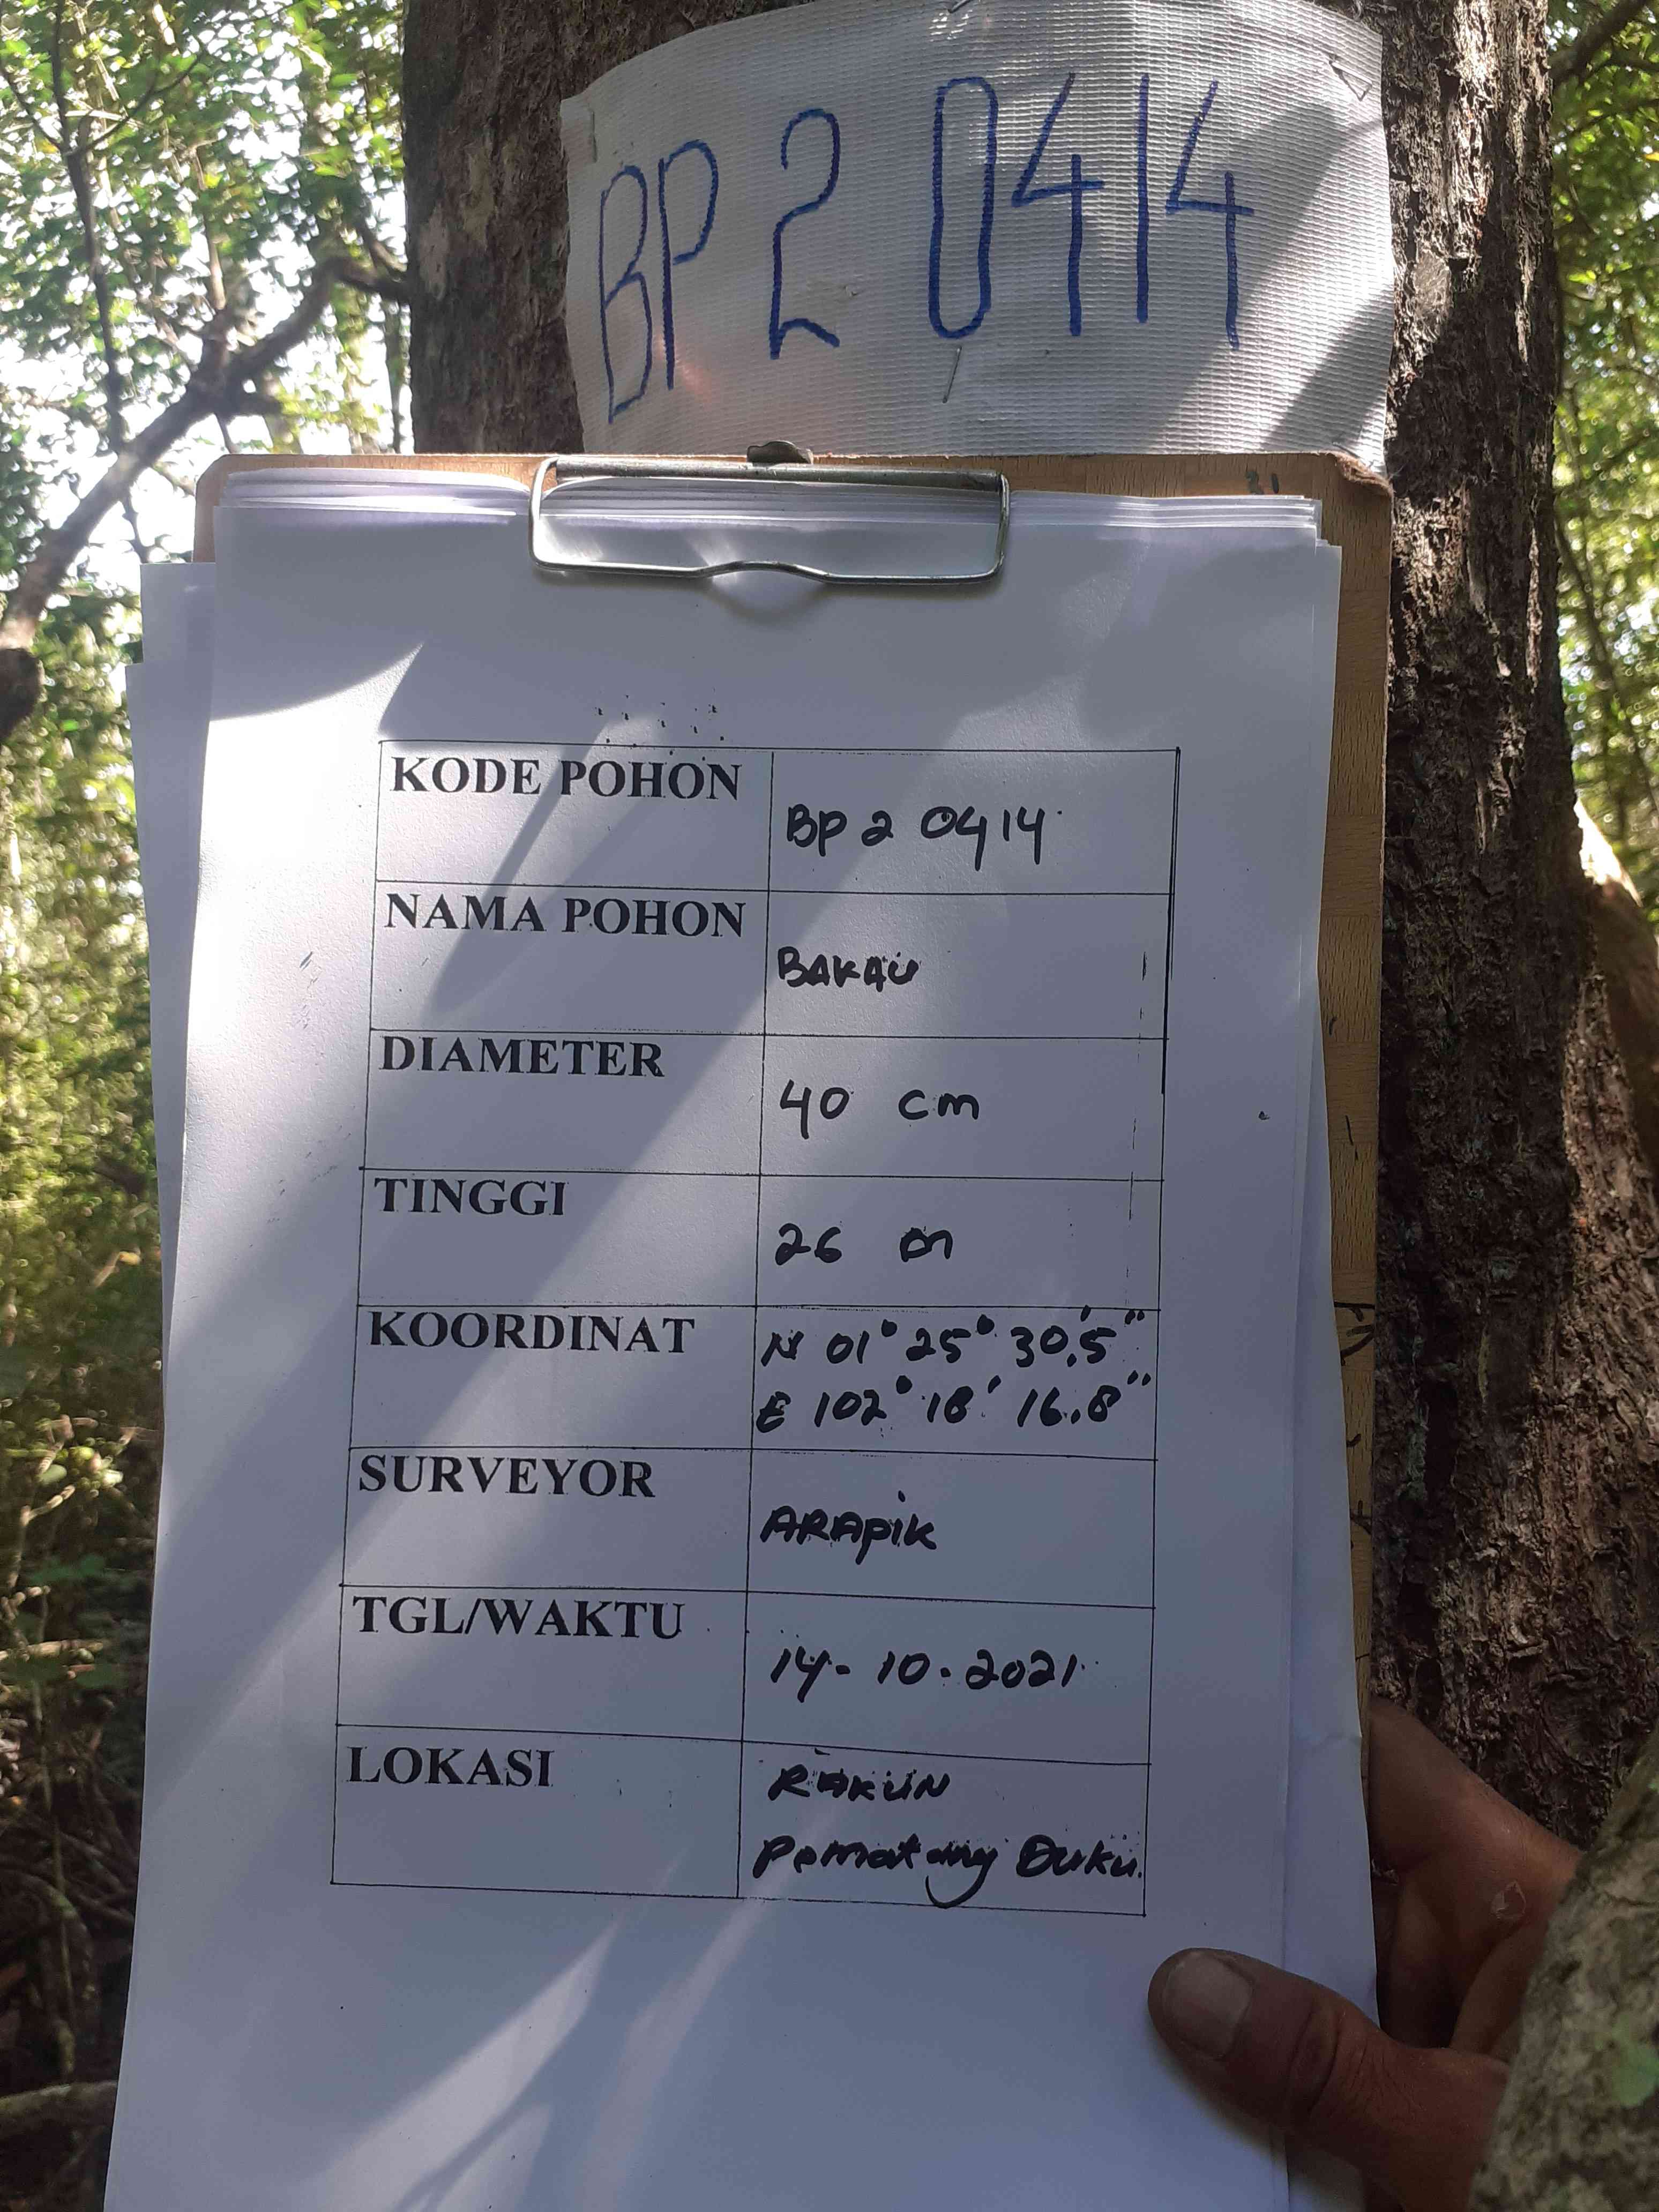 BP 2 0414
KODE POHON
BP 2 0414
NAMA POHON
BAKAU
DIAMETER
40 cm
TINGGI
26 m
KOORDINAT
N 01° 25° 30,5"
E 102° 18' 16.8"
SURVEYOR
ARAPIK
TGL/WAKTU
14-10-2021
LOKASI
RAKUN
Pematang Duku.